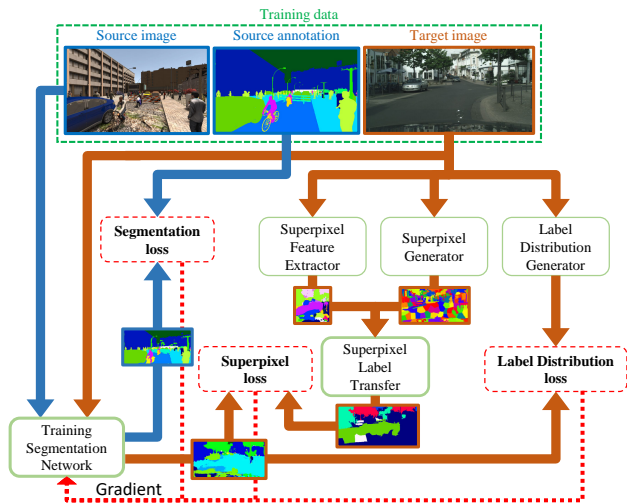 Training data
Source image
Source annotation
Target image
Segmentation
loss
Superpixel
Feature
Extractor
Superpixel
Generator
Label
Distribution
Generator
Superpixel
loss
Superpixel
Label
Transfer
Label Distribution
loss
Training
Segmentation
Network
Gradient